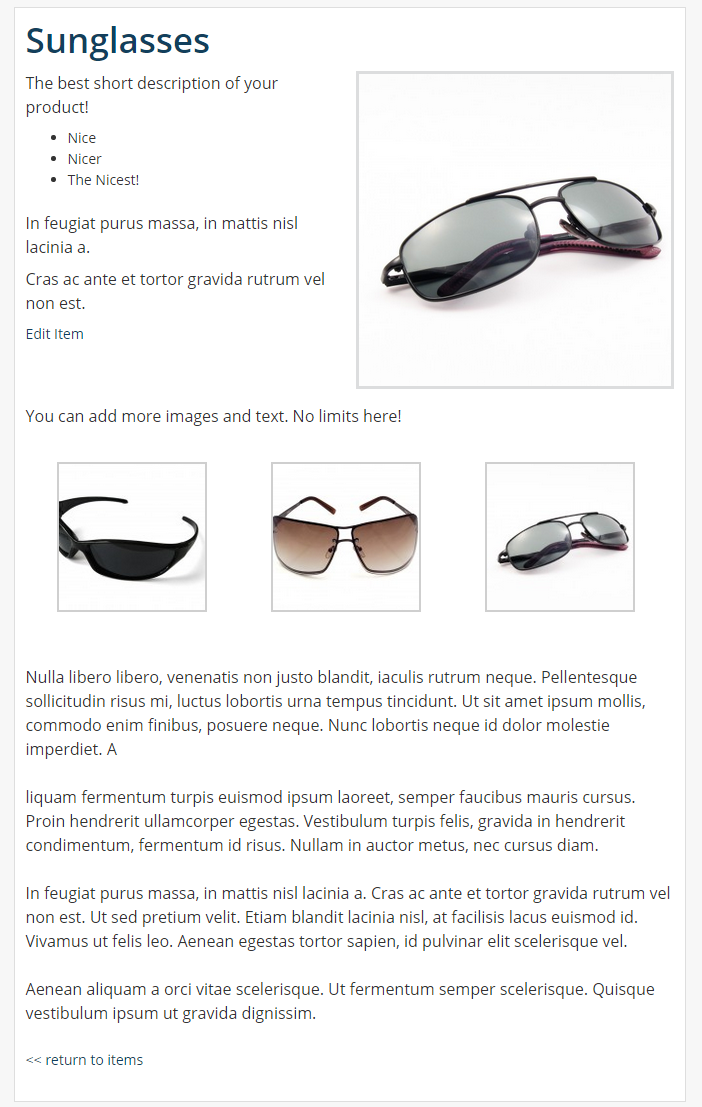 Sunglasses
The best short description of your
product!
Nice
Nicer
The Nicest!
In feugiat purus massa, in mattis nisl
lacinia a.
Cras ac ante et tortor gravida rutrum vel
non est.
Edit Item
You can add more images and text. No limits here!
Nulla libero libero, venenatis non justo blandit, iaculis rutrum neque. Pellentesque
sollicitudin risus mi, luctus lobortis urna tempus tincidunt. Ut sit amet ipsum mollis,
commodo enim finibus, posuere neque. Nunc lobortis neque id dolor molestie
imperdiet. A
liquam fermentum turpis euismod ipsum laoreet, semper faucibus mauris cursus.
Proin hendrerit ullamcorper egestas. Vestibulum turpis felis, gravida in hendrerit
condimentum, fermentum id risus. Nullam in auctor metus, nec cursus diam.
In feugiat purus massa, in mattis nisl lacinia a. Cras ac ante et tortor gravida rutrum vel
non est. Ut sed pretium velit. Etiam blandit lacinia nisl, at facilisis lacus euismod id.
Vivamus ut felis leo. Aenean egestas tortor sapien, id pulvinar elit scelerisque vel.
Aenean aliquam a orci vitae scelerisque. Ut fermentum semper scelerisque. Quisque
vestibulum ipsum ut gravida dignissim.
<< return to items